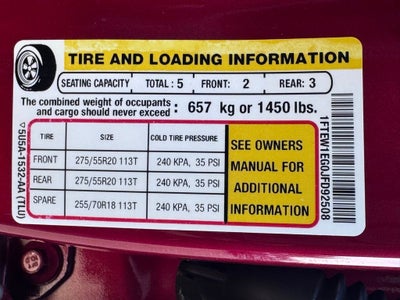 TIRE AND LOADING INFORMATION
SEATING CAPACITY TOTAL : 5 FRONT: 2 REAR: 3
The combined weight of occupants
and cargo should never exceed : 657 kg or 1450 lbs.
TIRE SIZE COLD TIRE PRESSURE
FRONT 275/55R20 113T 240 KPA, 35 PSI
REAR 275/55R20 113T 240 KPA, 35 PSI
SPARE 255/70R18 113T 240 KPA, 35 PSI
SEE OWNERS
MANUAL FOR
ADDITIONAL
INFORMATION
5U5A-1532-AA (TLU)
1FTEW1EG0JFD92508